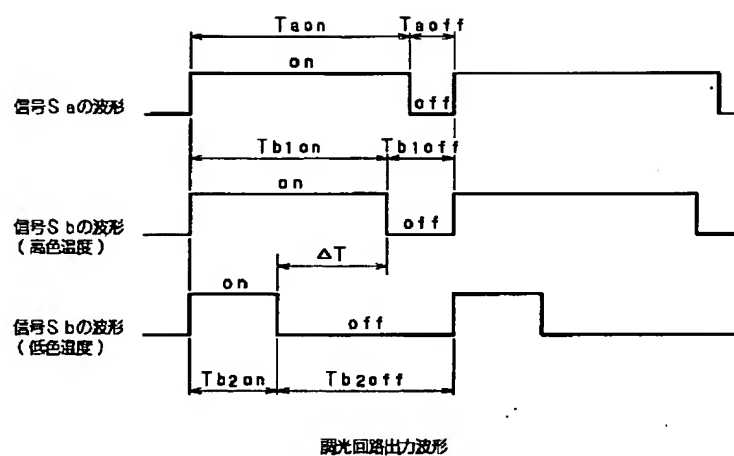 Taon Taoff
on
信号Saの波形
off
Tb1on Tb1off
on
信号Sbの波形
off
(高色温度)
ΔT
on
信号Sbの波形
off
(低色温度)
Tb2on Tb2off
調光回路出力波形